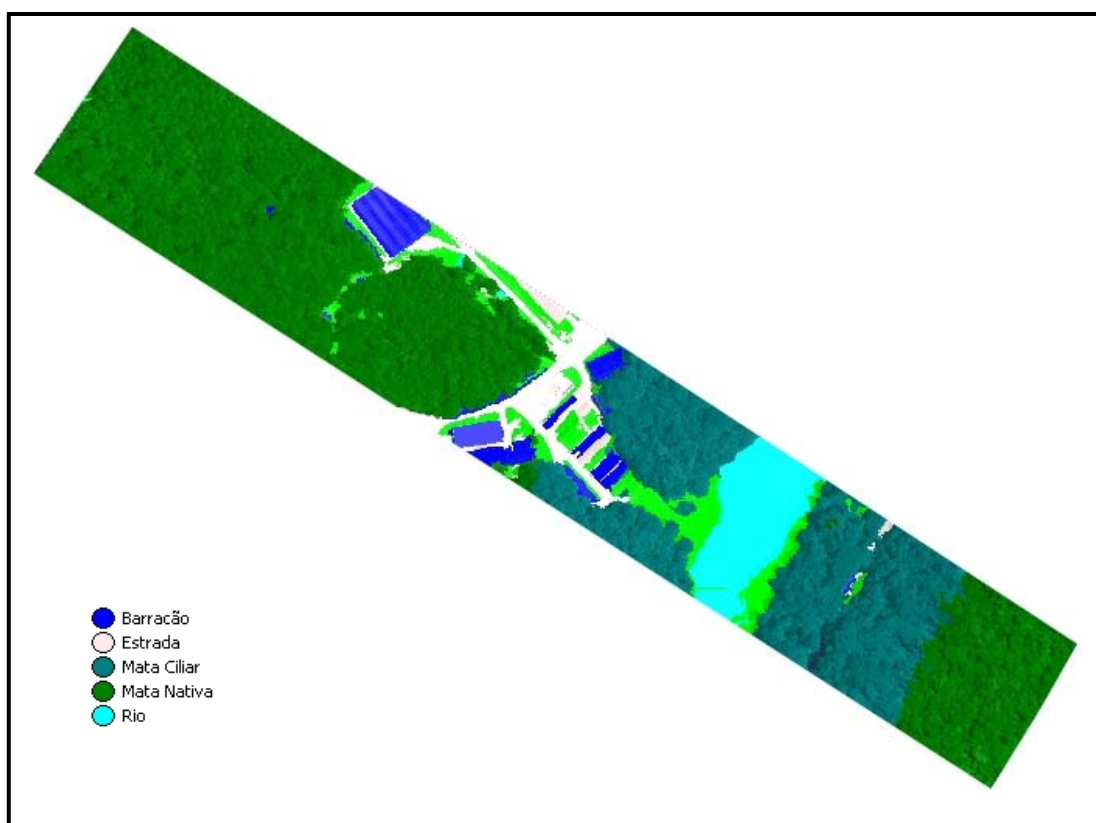 Barracão
Estrada
Mata Ciliar
Mata Nativa
Rio